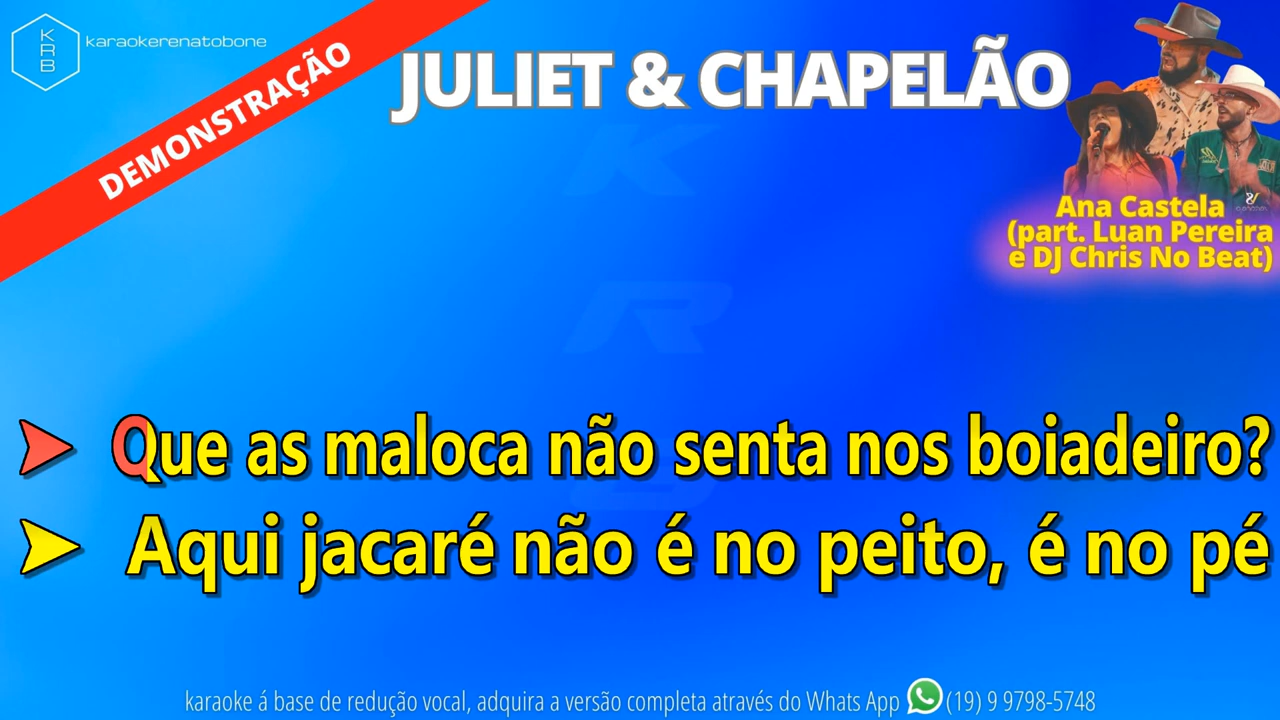 KRB
karaokerenatobone
DEMONSTRAÇÃO
JULIET & CHAPELÃO
Ana Castela
(part. Luan Pereira
e DJ Chris No Beat)
K
R
B
➤ Que as maloca não senta nos boiadeiro?
➤ Aqui jacaré não é no peito, é no pé
karaoke á base de redução vocal, adquira a versão completa através do Whats App (19) 9 9798-5748